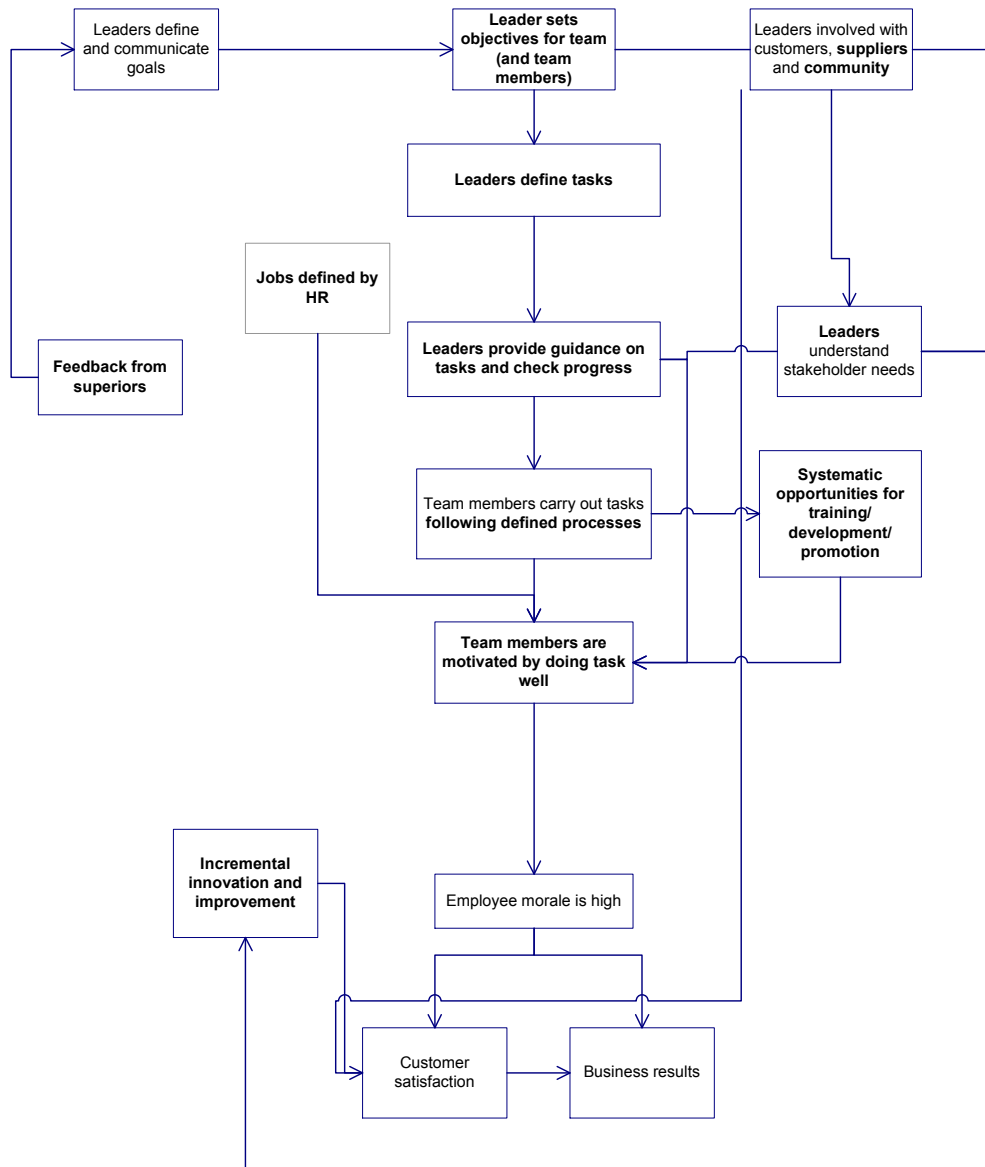 Leaders define
and communicate
goals
Leader sets
objectives for team
(and team
members)
Leaders involved with
customers, suppliers
and community
Leaders define tasks
Jobs defined by
HR
Leaders provide guidance on
tasks and check progress
Leaders
understand
stakeholder needs
Feedback from
superiors
Team members carry out tasks
following defined processes
Systematic
opportunities for
training/
development/
promotion
Team members are
motivated by doing task
well
Incremental
innovation and
improvement
Employee morale is high
Customer
satisfaction
Business results